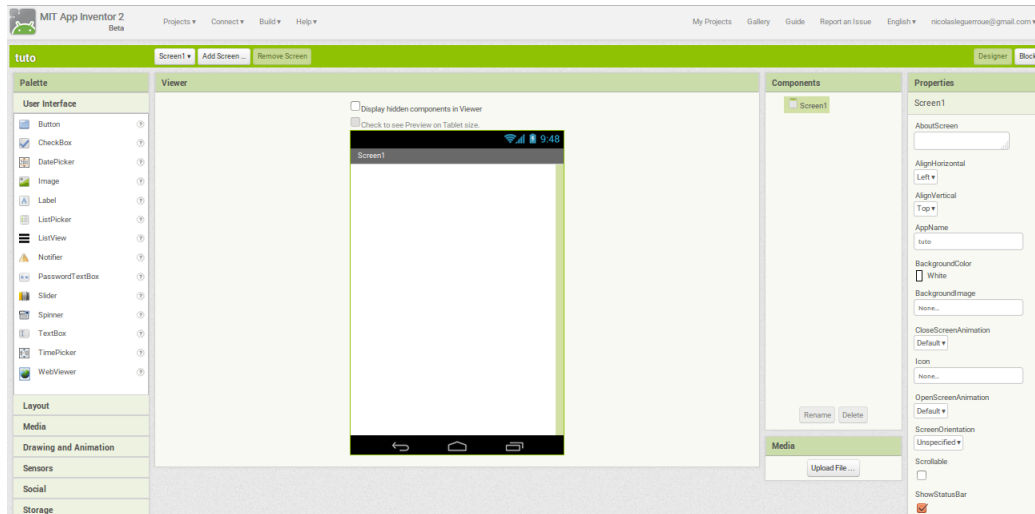 MIT App Inventor 2
Beta
Projects Connect Build Help
My Projects Gallery Guide Report an Issue English nicolasleguerroue@gmail.com
tuto
Screen1 Add Screen ... Remove Screen
Designer Block
Palette
User Interface
Button
CheckBox
DatePicker
Image
Label
ListPicker
ListView
Notifier
PasswordTextBox
Slider
Spinner
TextBox
TimePicker
WebViewer
Layout
Media
Drawing and Animation
Sensors
Social
Storage
Viewer
Display hidden components in Viewer
Check to see Preview on Tablet size.
9:48
Screen1
Components
Screen1
Rename Delete
Media
Upload File ...
Properties
Screen1
AboutScreen
AlignHorizontal
Left
AlignVertical
Top
AppName
tuto
BackgroundColor
White
BackgroundImage
None...
CloseScreenAnimation
Default
Icon
None...
OpenScreenAnimation
Default
ScreenOrientation
Unspecified
Scrollable
ShowStatusBar